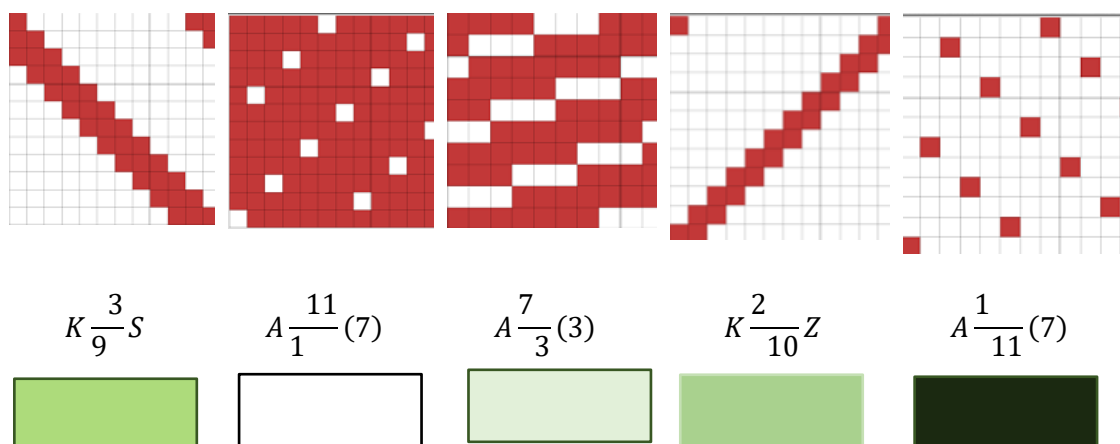 K 3/9 S
A 11/1 (7)
A 7/3 (3)
K 2/10 Z
A 1/11 (7)